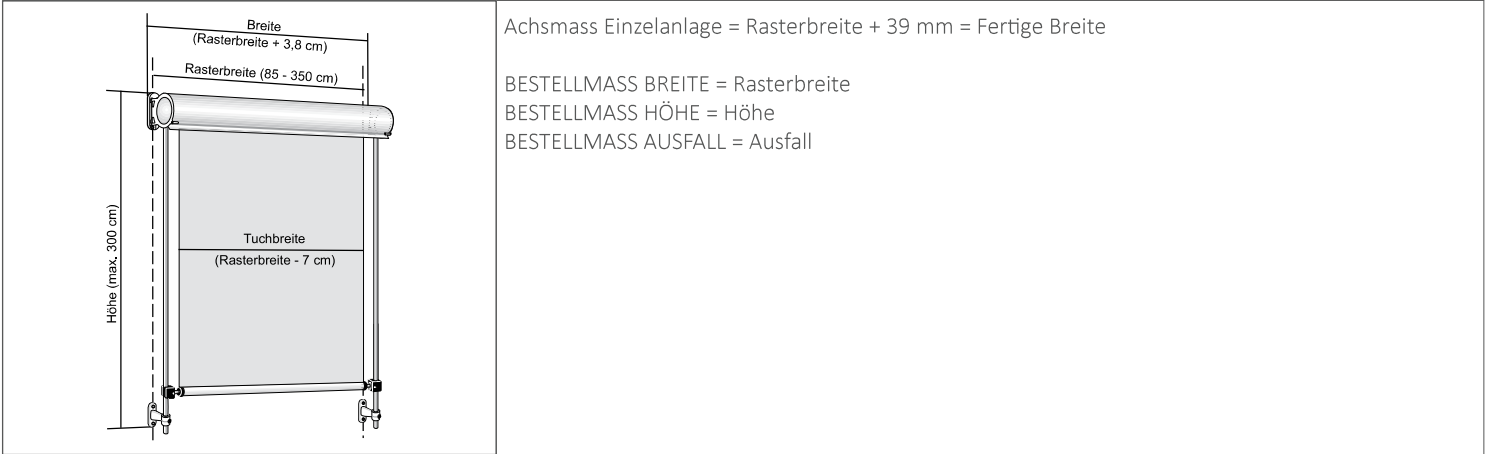 Breite
(Rasterbreite + 3,8 cm)
Rasterbreite (85 - 350 cm)
Höhe (max. 300 cm)
Tuchbreite
(Rasterbreite - 7 cm)
Achsmass Einzelanlage = Rasterbreite + 39 mm = Fertige Breite
BESTELLMASS BREITE = Rasterbreite
BESTELLMASS HÖHE = Höhe
BESTELLMASS AUSFALL = Ausfall